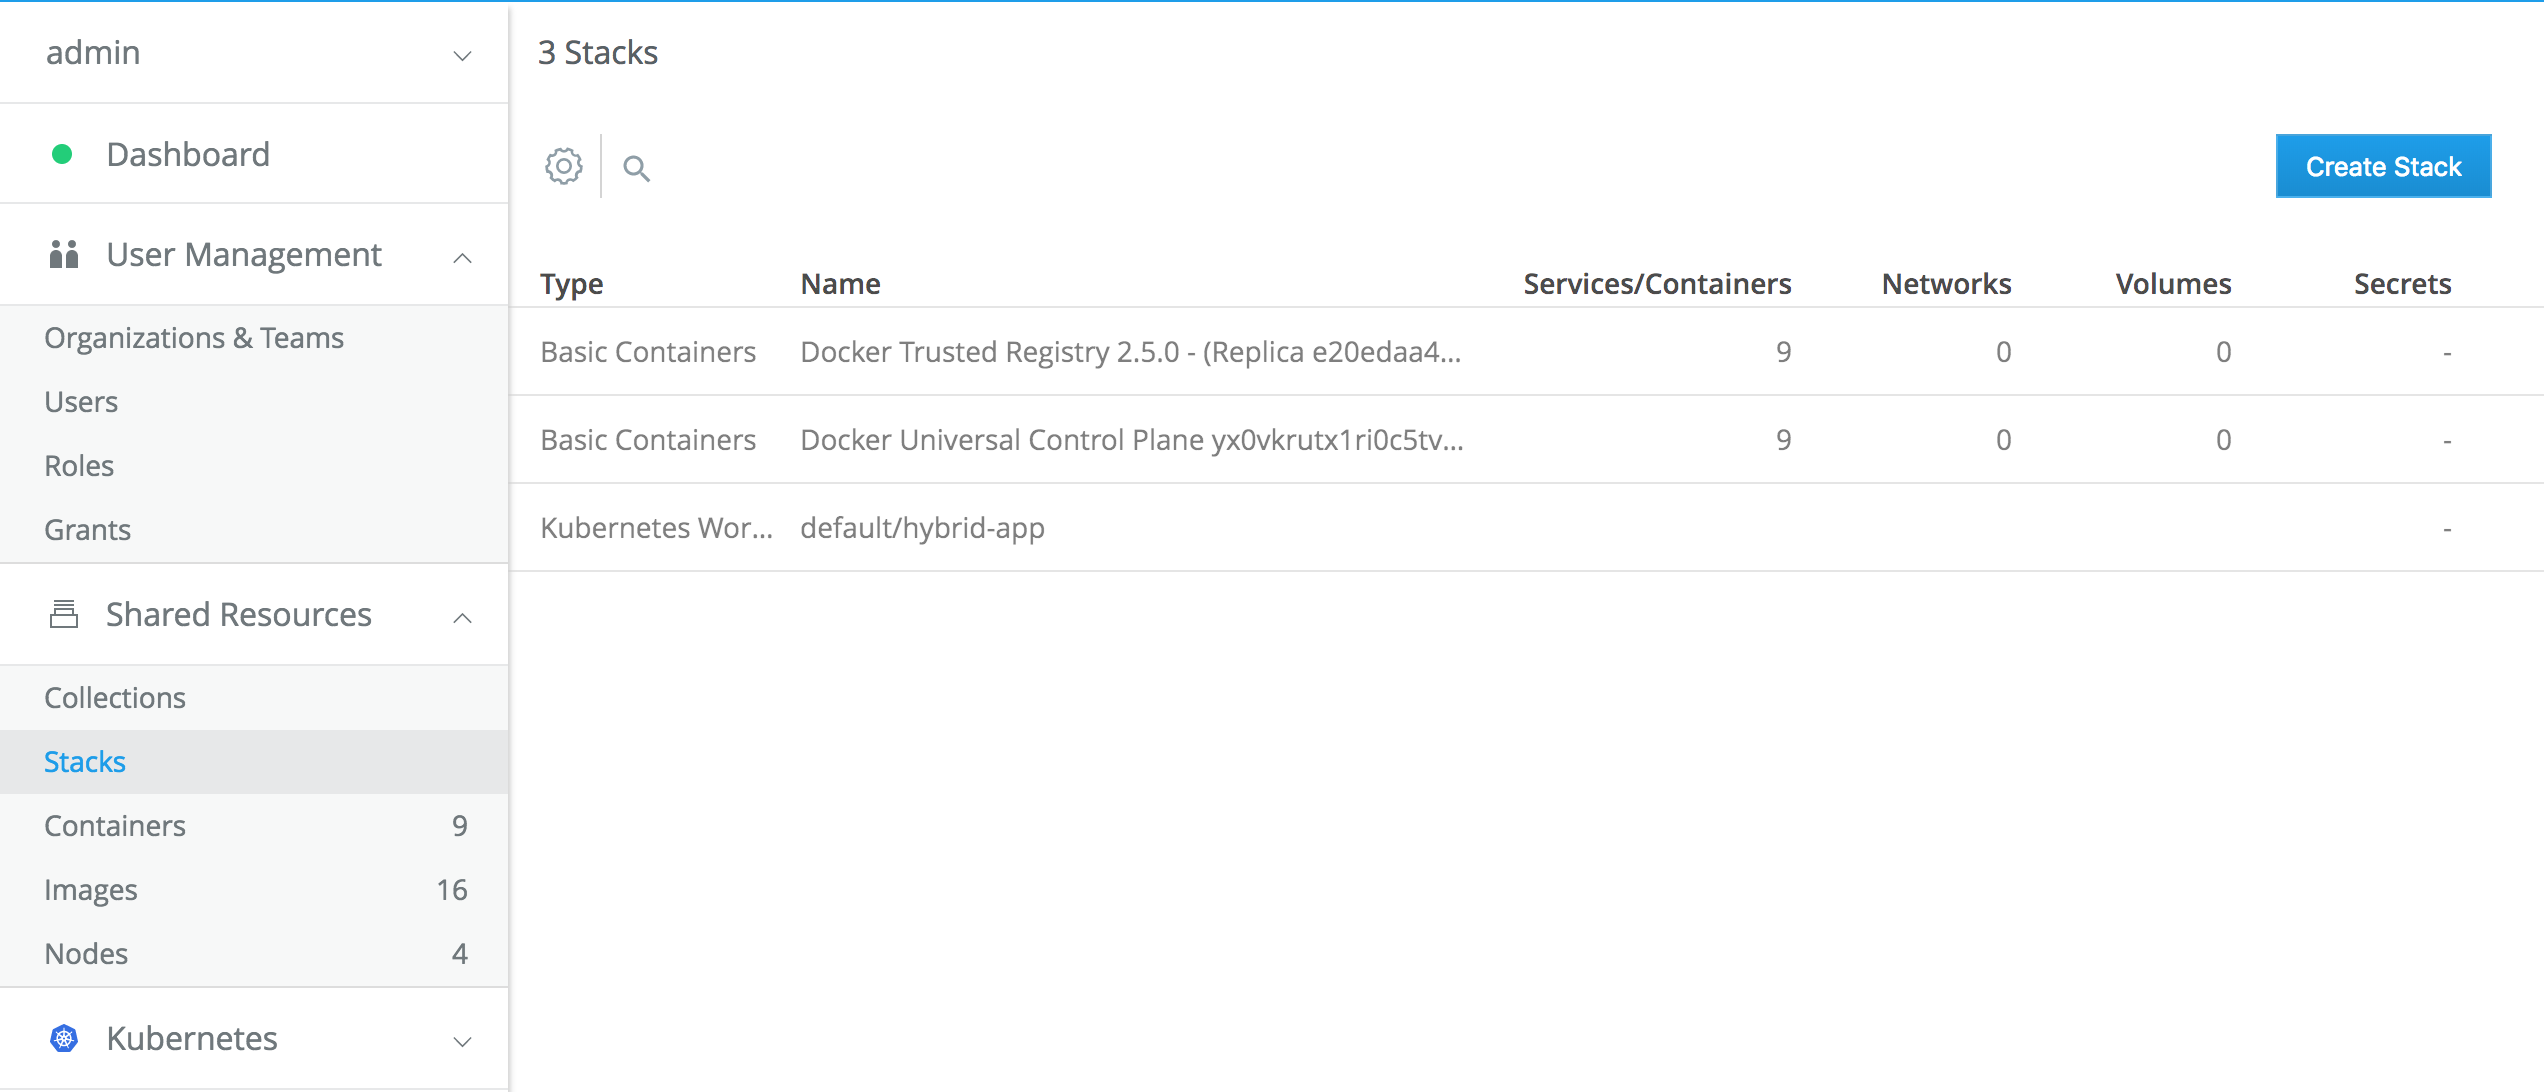 admin
Dashboard
User Management
Organizations & Teams
Users
Roles
Grants
Shared Resources
Collections
Stacks
Containers 9
Images 16
Nodes 4
Kubernetes
3 Stacks
Create Stack
Type Name Services/Containers Networks Volumes Secrets
Basic Containers Docker Trusted Registry 2.5.0 - (Replica e20edaa4... 9 0 0 -
Basic Containers Docker Universal Control Plane yx0vkrutx1ri0c5tv... 9 0 0 -
Kubernetes Wor... default/hybrid-app -